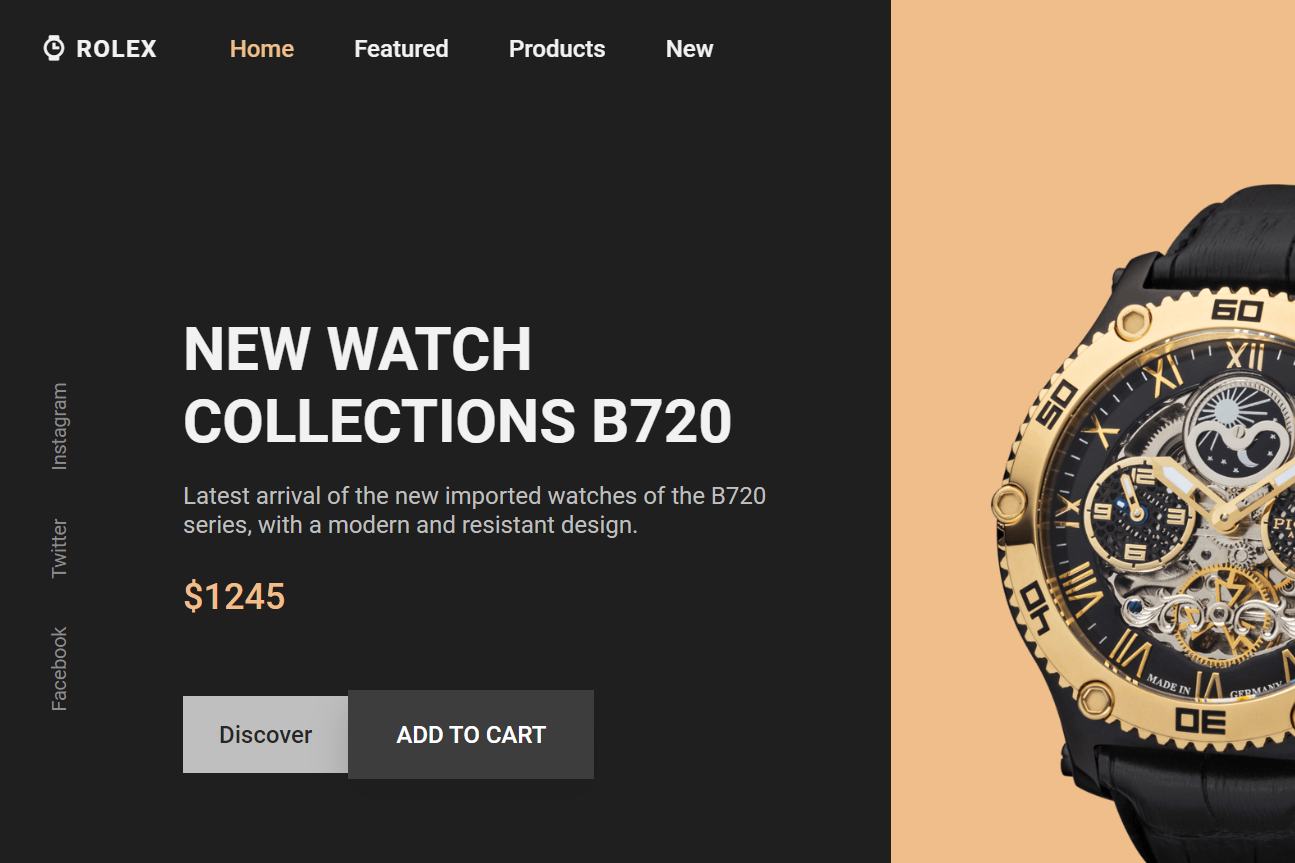 ROLEX
Home
Featured
Products
New
NEW WATCH
COLLECTIONS B720
Latest arrival of the new imported watches of the B720
series, with a modern and resistant design.
$1245
Discover
ADD TO CART
Instagram
Twitter
Facebook
60
50
40
30
XII
XI
X
IX
VIII
VII
VI
12
3
6
9
MADE IN
GERMANY